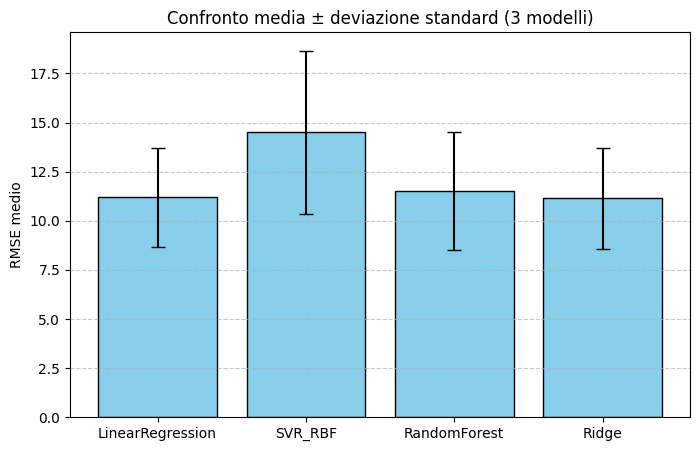 Confronto media ± deviazione standard (3 modelli)
RMSE medio
17.5
15.0
12.5
10.0
7.5
5.0
2.5
0.0
LinearRegression
SVR_RBF
RandomForest
Ridge